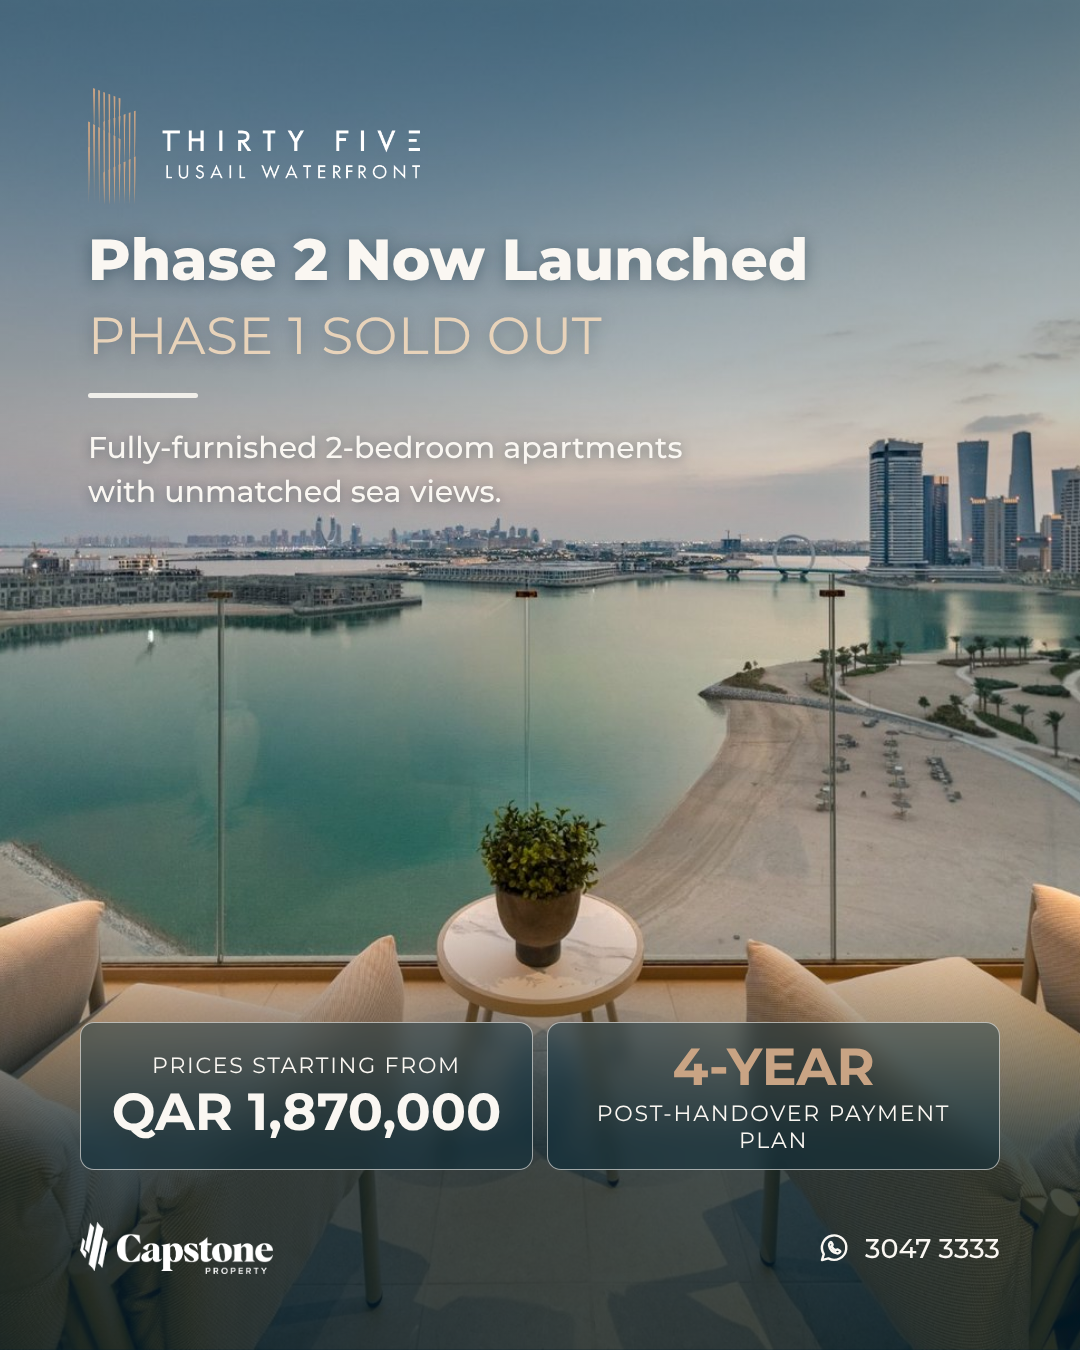 THIRTY FIVE
LUSAIL WATERFRONT
Phase 2 Now Launched
PHASE 1 SOLD OUT
Fully-furnished 2-bedroom apartments
with unmatched sea views.
PRICES STARTING FROM
QAR 1,870,000
4-YEAR
POST-HANDOVER PAYMENT
PLAN
Capstone
PROPERTY
3047 3333